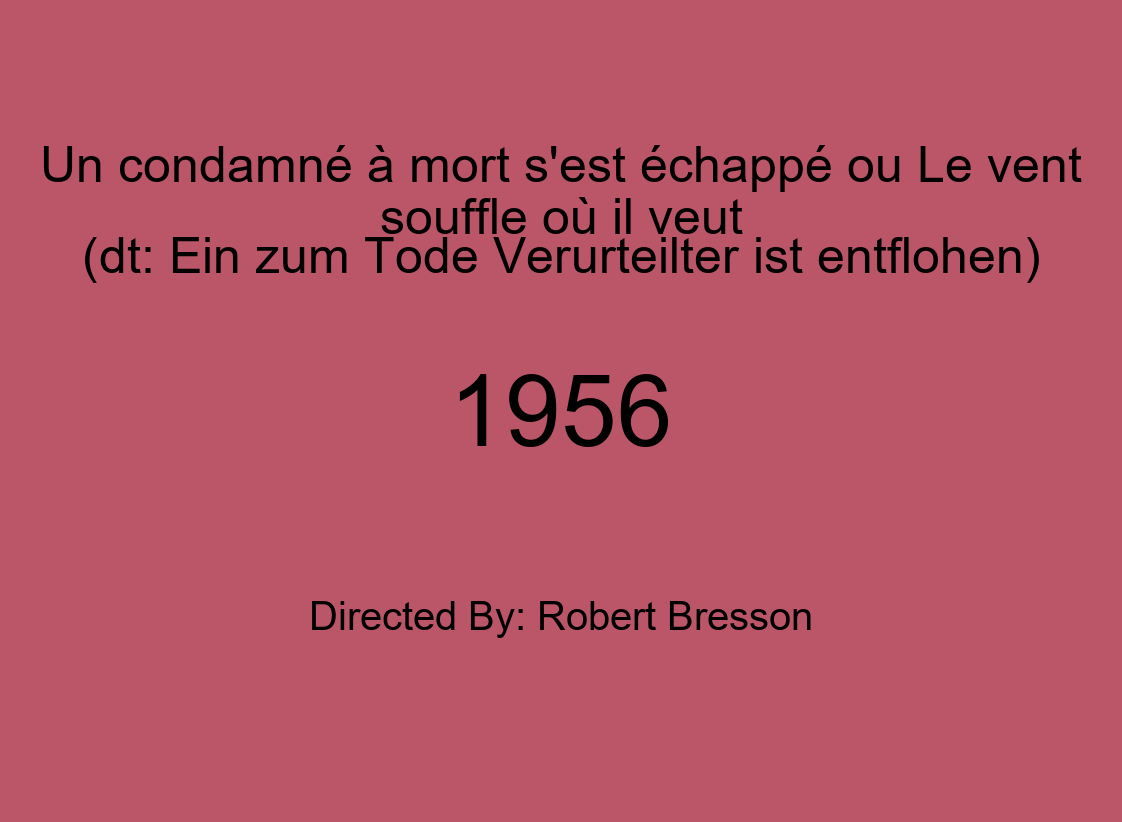 Un condamné à mort s'est échappé ou Le vent
souffle où il veut
(dt: Ein zum Tode Verurteilter ist entflohen)
1956
Directed By: Robert Bresson